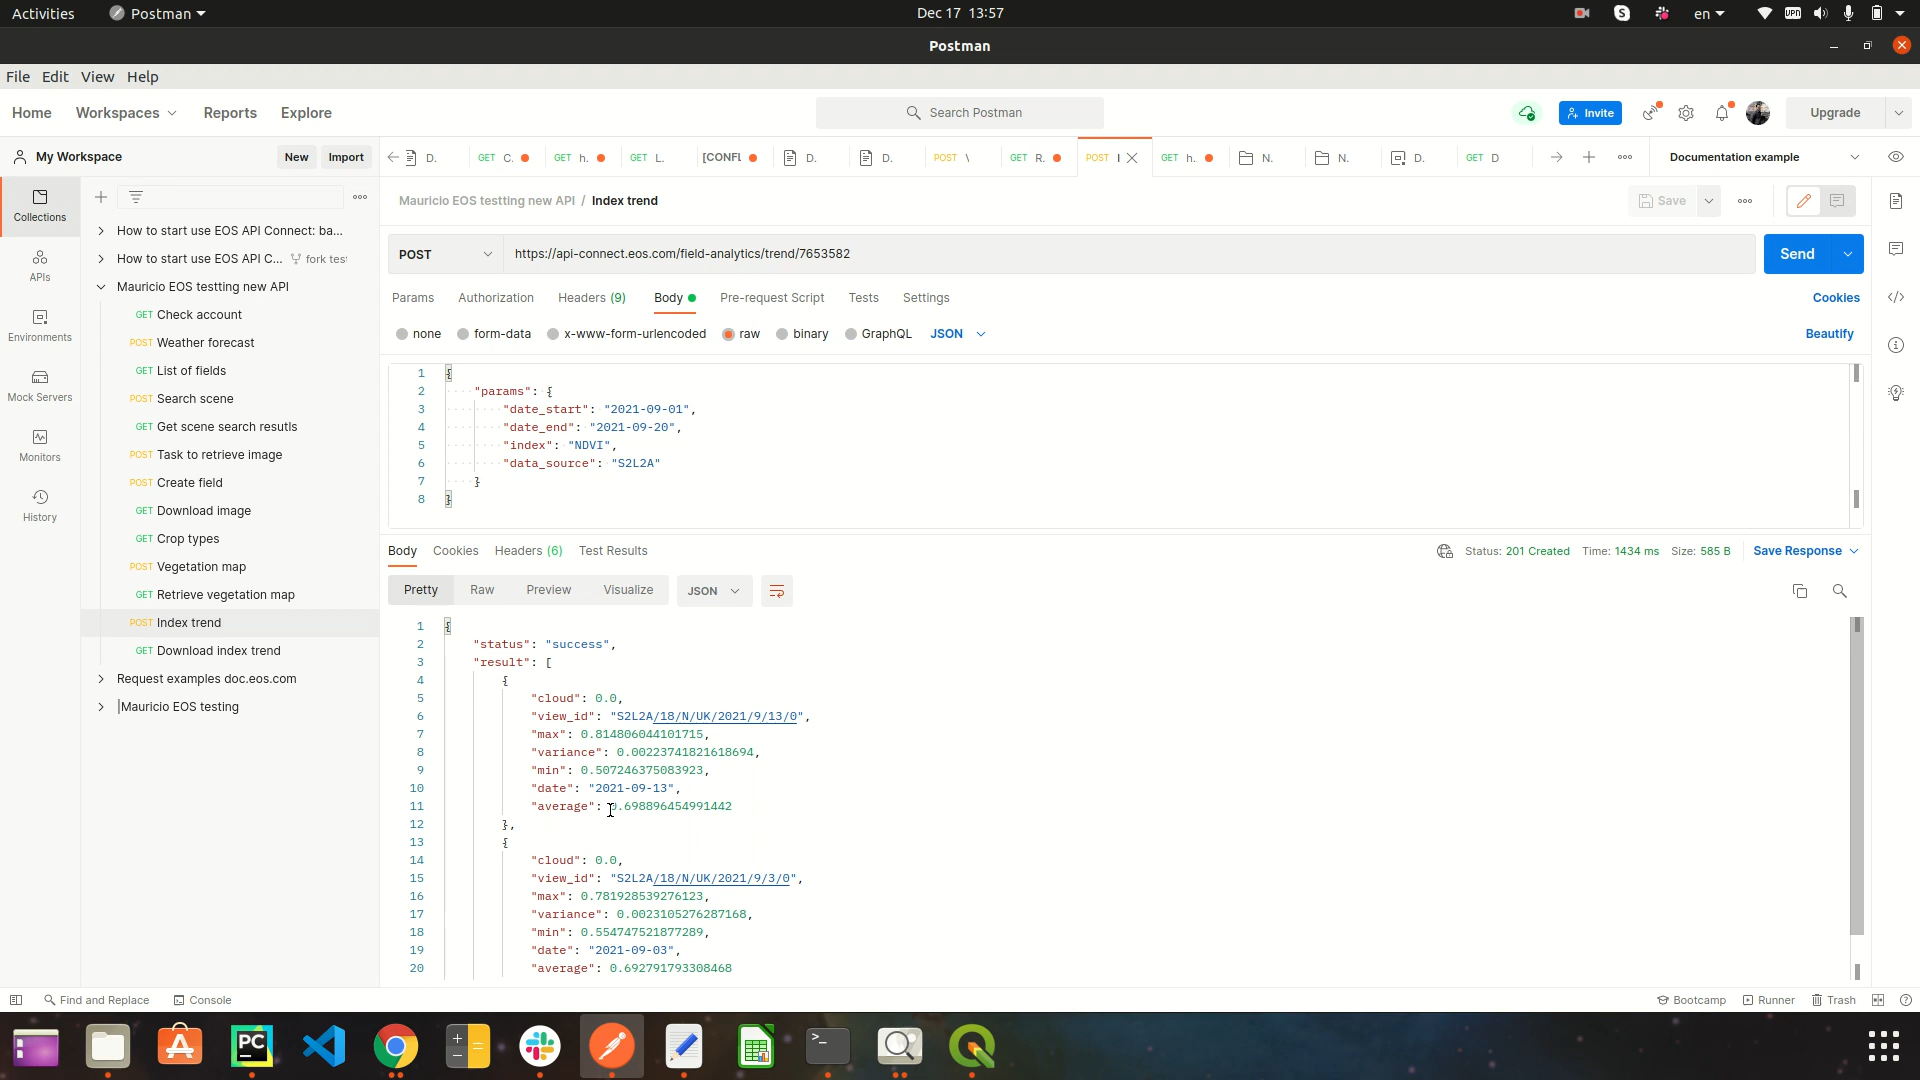 Activities
Postman
Dec 17 13:57
en
VPN
Postman
File Edit View Help
Home
Workspaces
Reports
Explore
Search Postman
Invite
Upgrade
My Workspace
New
Import
D.
GET C.
GET h.
GET L.
[CONFL
D.
D.
POST \
GET R.
POST I
GET h.
N.
N.
D.
GET D
Documentation example
Collections
APIs
Environments
Mock Servers
Monitors
History
How to start use EOS API Connect: ba...
How to start use EOS API C... fork test
Mauricio EOS testting new API
GET Check account
POST Weather forecast
GET List of fields
POST Search scene
GET Get scene search resutls
POST Task to retrieve image
POST Create field
GET Download image
GET Crop types
POST Vegetation map
GET Retrieve vegetation map
POST Index trend
GET Download index trend
Request examples doc.eos.com
|Mauricio EOS testing
Mauricio EOS testting new API / Index trend
Save
POST
https://api-connect.eos.com/field-analytics/trend/7653582
Send
Params
Authorization
Headers (9)
Body
Pre-request Script
Tests
Settings
Cookies
none
form-data
x-www-form-urlencoded
raw
binary
GraphQL
JSON
Beautify
1 {
2 "params": {
3 "date_start": "2021-09-01",
4 "date_end": "2021-09-20",
5 "index": "NDVI",
6 "data_source": "S2L2A"
7 }
8 }
Body
Cookies
Headers (6)
Test Results
Status: 201 Created
Time: 1434 ms
Size: 585 B
Save Response
Pretty
Raw
Preview
Visualize
JSON
1 {
2 "status": "success",
3 "result": [
4 {
5 "cloud": 0.0,
6 "view_id": "S2L2A/18/N/UK/2021/9/13/0",
7 "max": 0.814806044101715,
8 "variance": 0.00223741821618694,
9 "min": 0.507246375083923,
10 "date": "2021-09-13",
11 "average": 0.698896454991442
12 },
13 {
14 "cloud": 0.0,
15 "view_id": "S2L2A/18/N/UK/2021/9/3/0",
16 "max": 0.781928539276123,
17 "variance": 0.0023105276287168,
18 "min": 0.554747521877289,
19 "date": "2021-09-03",
20 "average": 0.692791793308468
Find and Replace
Console
Bootcamp
Runner
Trash
PC